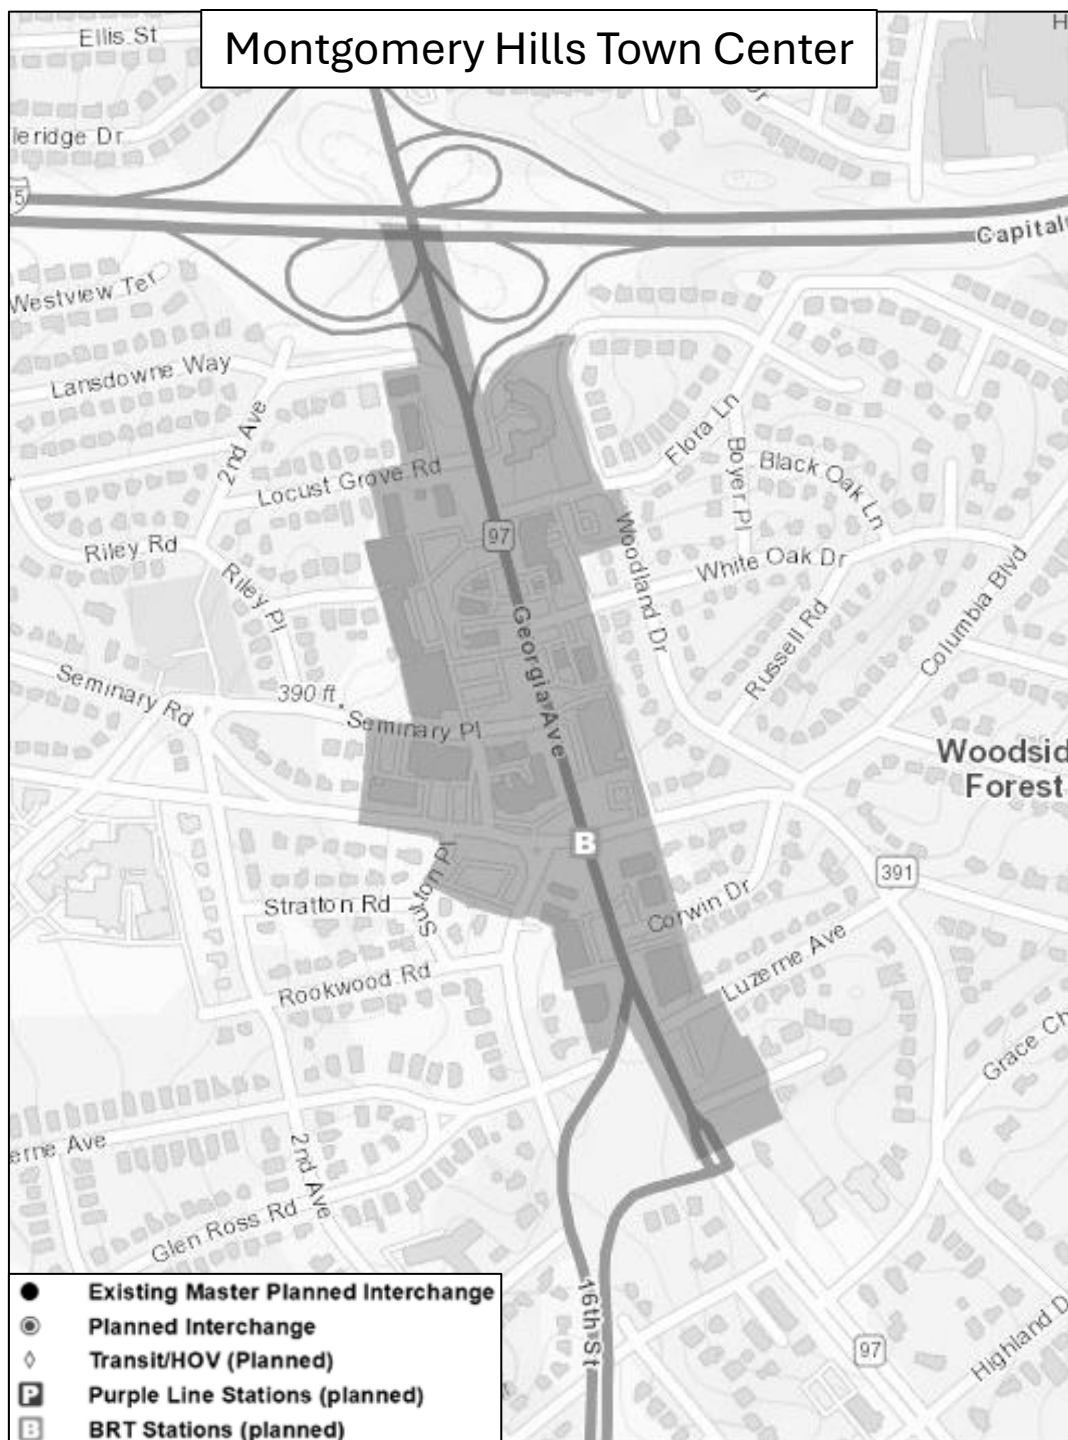 Montgomery Hills Town Center
Ellis St
leridge Dr
Dr
H
5
Capital
Westview Ter
Lansdowne Way
2nd Ave
Locust Grove Rd
Flora Ln
Boyer Pl
Black Oak Ln
97
Riley Rd
Riley Pl
Woodland Dr
White Oak Dr
Georgia Ave
Russell Rd
Columbia Blvd
Seminary Rd
390 ft
Seminary Pl
Woodsid
Forest
B
Sutton Pl
391
Stratton Rd
Corwin Dr
Luzerne Ave
Rookwood Rd
Grace Ch
erne Ave
2nd Ave
Glen Ross Rd
16th St
97
Highland D
Existing Master Planned Interchange
Planned Interchange
Transit/HOV (Planned)
P Purple Line Stations (planned)
B BRT Stations (planned)